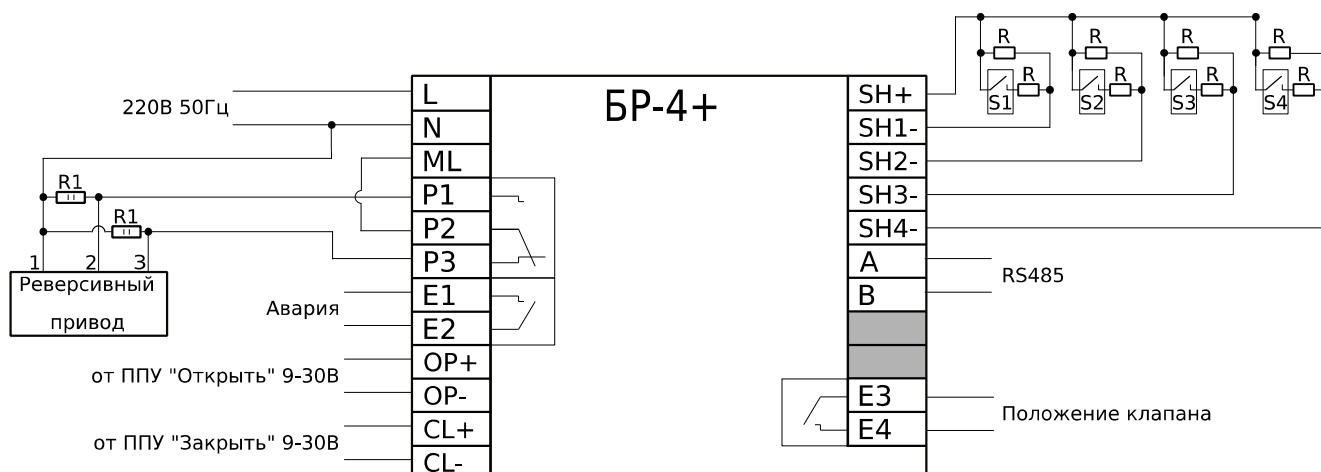 БР-4+
220В 50Гц
L
N
ML
P1
P2
P3
E1
E2
OP+
OP-
CL+
CL-
R1
R1
1 2 3
Реверсивный
привод
Авария
от ППУ "Открыть" 9-30В
от ППУ "Закрыть" 9-30В
SH+
SH1-
SH2-
SH3-
SH4-
A
B
E3
E4
R R R R
R R R R
S1 S2 S3 S4
RS485
Положение клапана